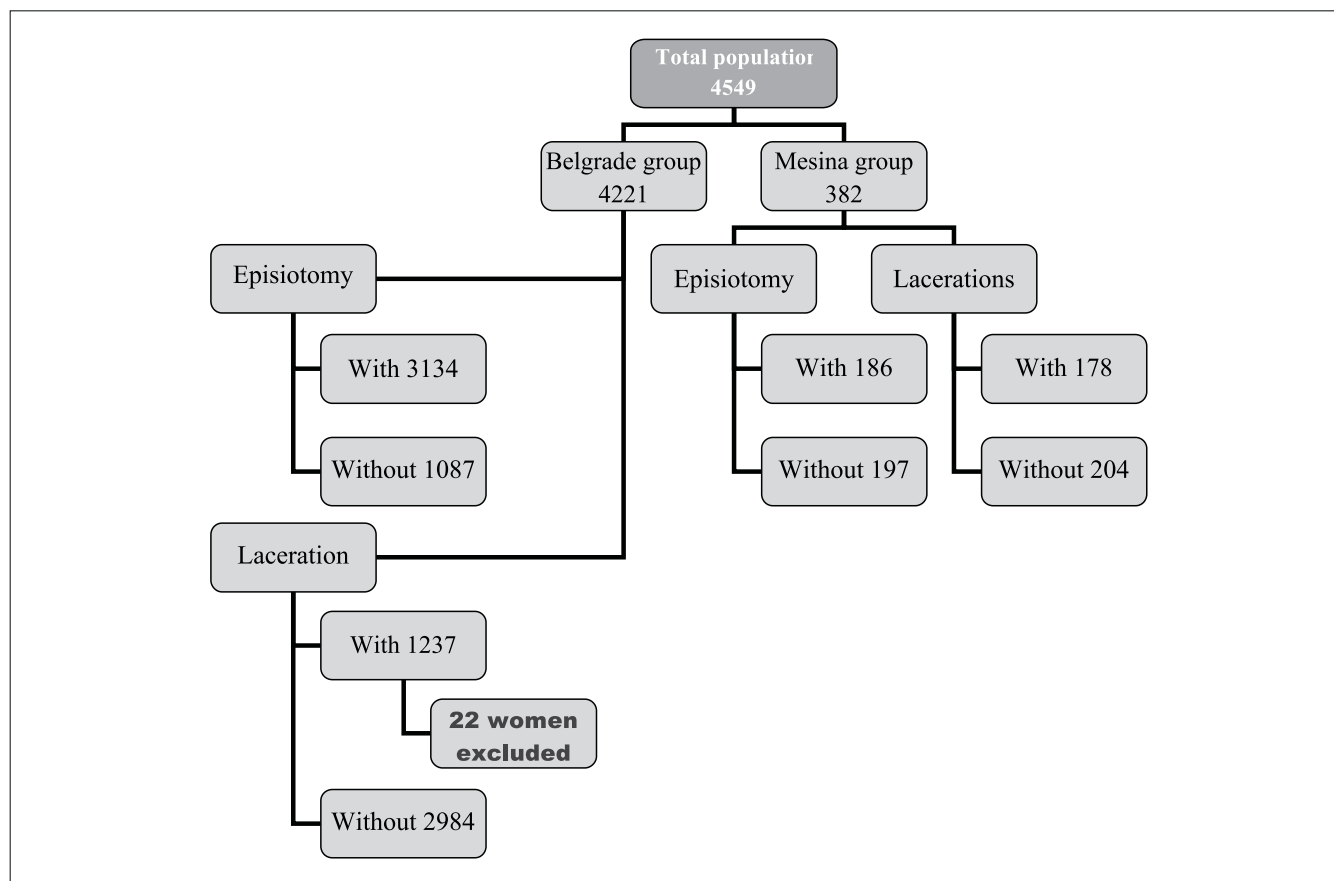 Total population
4549
Belgrade group
4221
Mesina group
382
Episiotomy
With 3134
Without 1087
Laceration
With 1237
22 women
excluded
Without 2984
Episiotomy
With 186
Without 197
Lacerations
With 178
Without 204